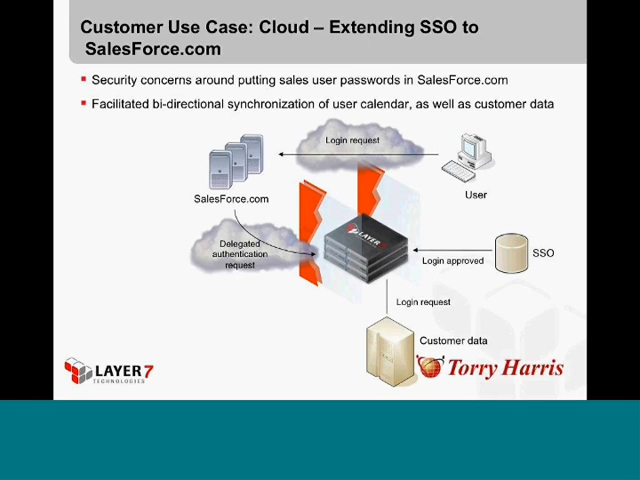 Customer Use Case: Cloud – Extending SSO to
SalesForce.com
Security concerns around putting sales user passwords in SalesForce.com
Facilitated bi-directional synchronization of user calendar, as well as customer data
Login request
SalesForce.com
User
LAYER 7
Delegated
authentication
request
Login approved
SSO
Login request
Customer data
Torry Harris
LAYER 7
TECHNOLOGIES